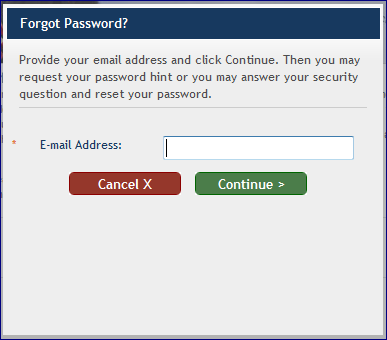 Forgot Password?
Provide your email address and click Continue. Then you may
request your password hint or you may answer your security
question and reset your password.
* E-mail Address:
Cancel X Continue >